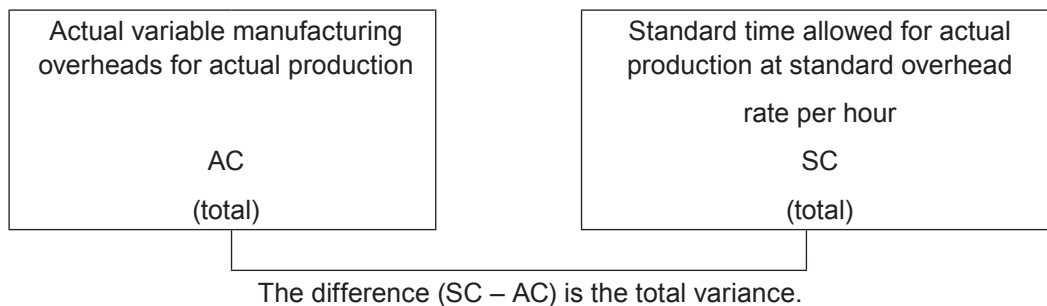 Actual variable manufacturing
overheads for actual production
AC
(total)
Standard time allowed for actual
production at standard overhead
rate per hour
SC
(total)
The difference (SC – AC) is the total variance.